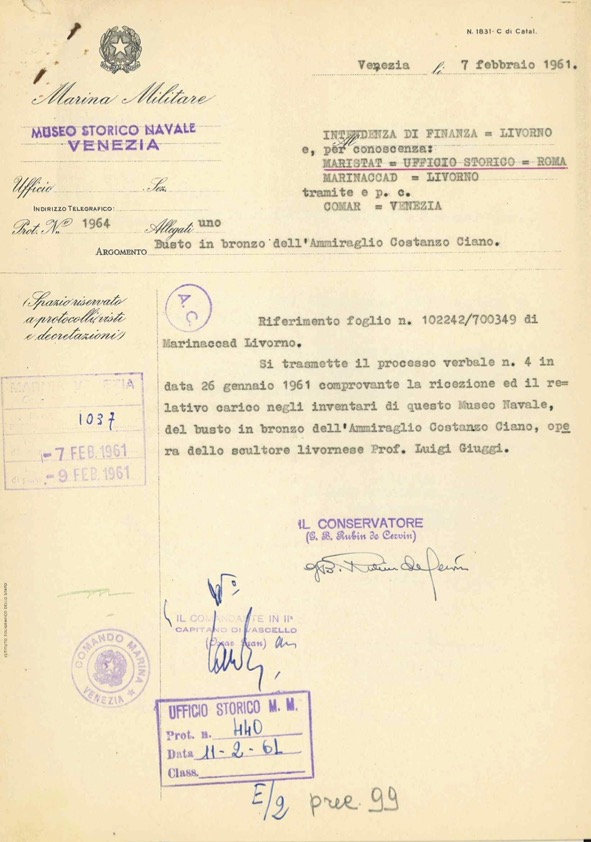 N. 1831-C di Catal.
Venezia li 7 febbraio 1961.
Marina Militare
MUSEO STORICO NAVALE
VENEZIA
Ufficio Sez.
INDIRIZZO TELEGRAFICO:
Prot. N.º 1964 Allegati uno
ARGOMENTO Busto in bronzo dell'Ammiraglio Costanzo Ciano.
INTENDENZA DI FINANZA = LIVORNO
e, per conoscenza:
MARISTAT = UFFICIO STORICO = ROMA
MARINACCAD = LIVORNO
tramite e p. c.
COMAR = VENEZIA
(Spazio riservato
a protocolli, visti
e decretazioni)
A.C.
Riferimento foglio n. 102242/700349 di
Marinaccad Livorno.
Si trasmette il processo verbale n. 4 in
data 26 gennaio 1961 comprovante la ricezione ed il re=
lativo carico negli inventari di questo Museo Navale,
del busto in bronzo dell'Ammiraglio Costanzo Ciano, ope
ra dello scultore livornese Prof. Luigi Giuggi.
1037
-7 FEB. 1961
-9 FEB. 1961
IL CONSERVATORE
(G. B. Rubin de Cervin)
G.B. Rubin de Cervin
IL COMANDANTE IN IIª
CAPITANO DI VASCELLO
COMANDO MARINA
VENEZIA
UFFICIO STORICO M. M.
Prot. n. 440
Data 11-2-61
Class.
E/2 prec. 99